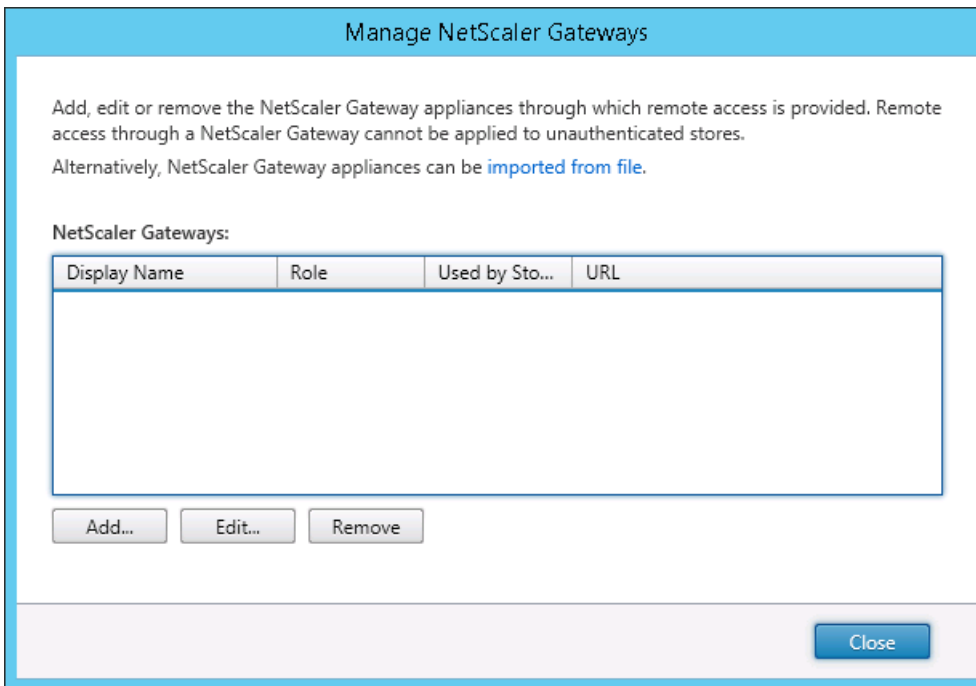 Manage NetScaler Gateways
Add, edit or remove the NetScaler Gateway appliances through which remote access is provided. Remote
access through a NetScaler Gateway cannot be applied to unauthenticated stores.
Alternatively, NetScaler Gateway appliances can be imported from file.
NetScaler Gateways:
Display Name Role Used by Sto... URL
Add... Edit... Remove
Close